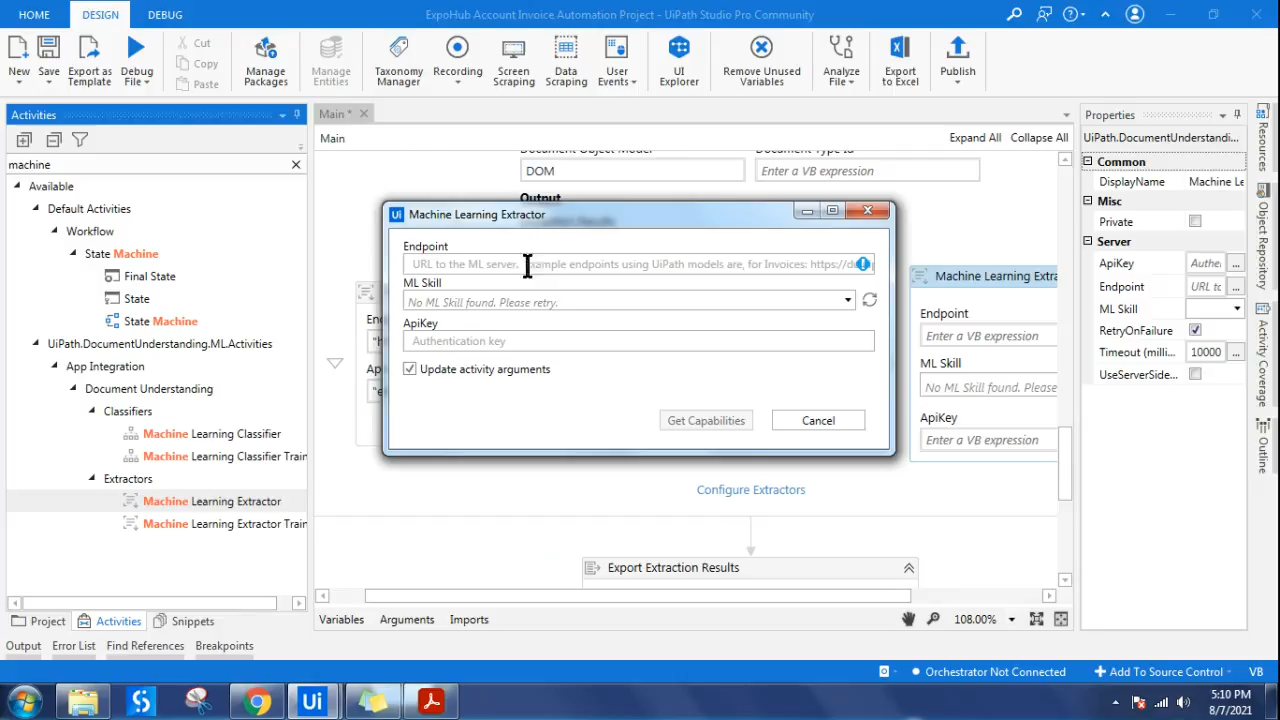 HOME
DESIGN
DEBUG
ExpoHub Account Invoice Automation Project - UiPath Studio Pro Community
New
Save
Export as Template
Debug File
Cut
Copy
Paste
Manage Packages
Manage Entities
Taxonomy Manager
Recording
Screen Scraping
Data Scraping
User Events
UI Explorer
Remove Unused Variables
Analyze File
Export to Excel
Publish
Activities
machine
Available
Default Activities
Workflow
State Machine
Final State
State
State Machine
UiPath.DocumentUnderstanding.ML.Activities
App Integration
Document Understanding
Classifiers
Machine Learning Classifier
Machine Learning Classifier Train
Extractors
Machine Learning Extractor
Machine Learning Extractor Train
Project
Activities
Snippets
Output
Error List
Find References
Breakpoints
Main *
Main
Expand All
Collapse All
Document Object Model
Document Type Id
DOM
Enter a VB expression
Output
Machine Learning Extractor
Endpoint
URL to the ML server. Example endpoints using UiPath models are, for Invoices: https://du
ML Skill
No ML Skill found. Please retry.
ApiKey
Authentication key
Update activity arguments
Get Capabilities
Cancel
Machine Learning Extra
Endpoint
Enter a VB expression
ML Skill
No ML Skill found. Please
ApiKey
Enter a VB expression
Configure Extractors
Export Extraction Results
Variables
Arguments
Imports
108.00%
Properties
UiPath.DocumentUnderstandi...
Common
DisplayName
Machine Le
Misc
Private
Server
ApiKey
Authe
Endpoint
URL to
ML Skill
RetryOnFailure
Timeout (milli...
10000
UseServerSide...
Resources
Object Repository
Activity Coverage
Outline
Orchestrator Not Connected
Add To Source Control
VB
5:10 PM
8/7/2021